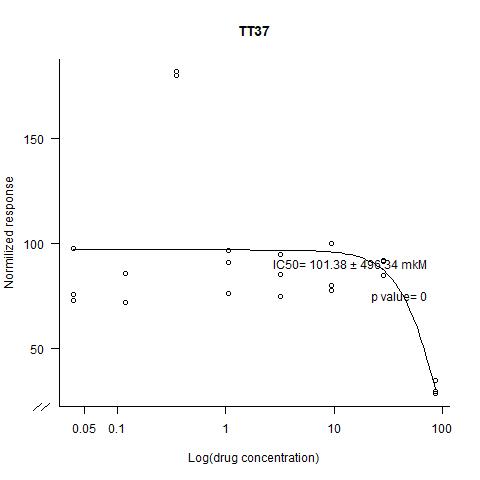 TT37
Normilized response
150
100
50
IC50= 101.38 ± 496.34 mkM
p value= 0
0.05 0.1 1 10 100
Log(drug concentration)